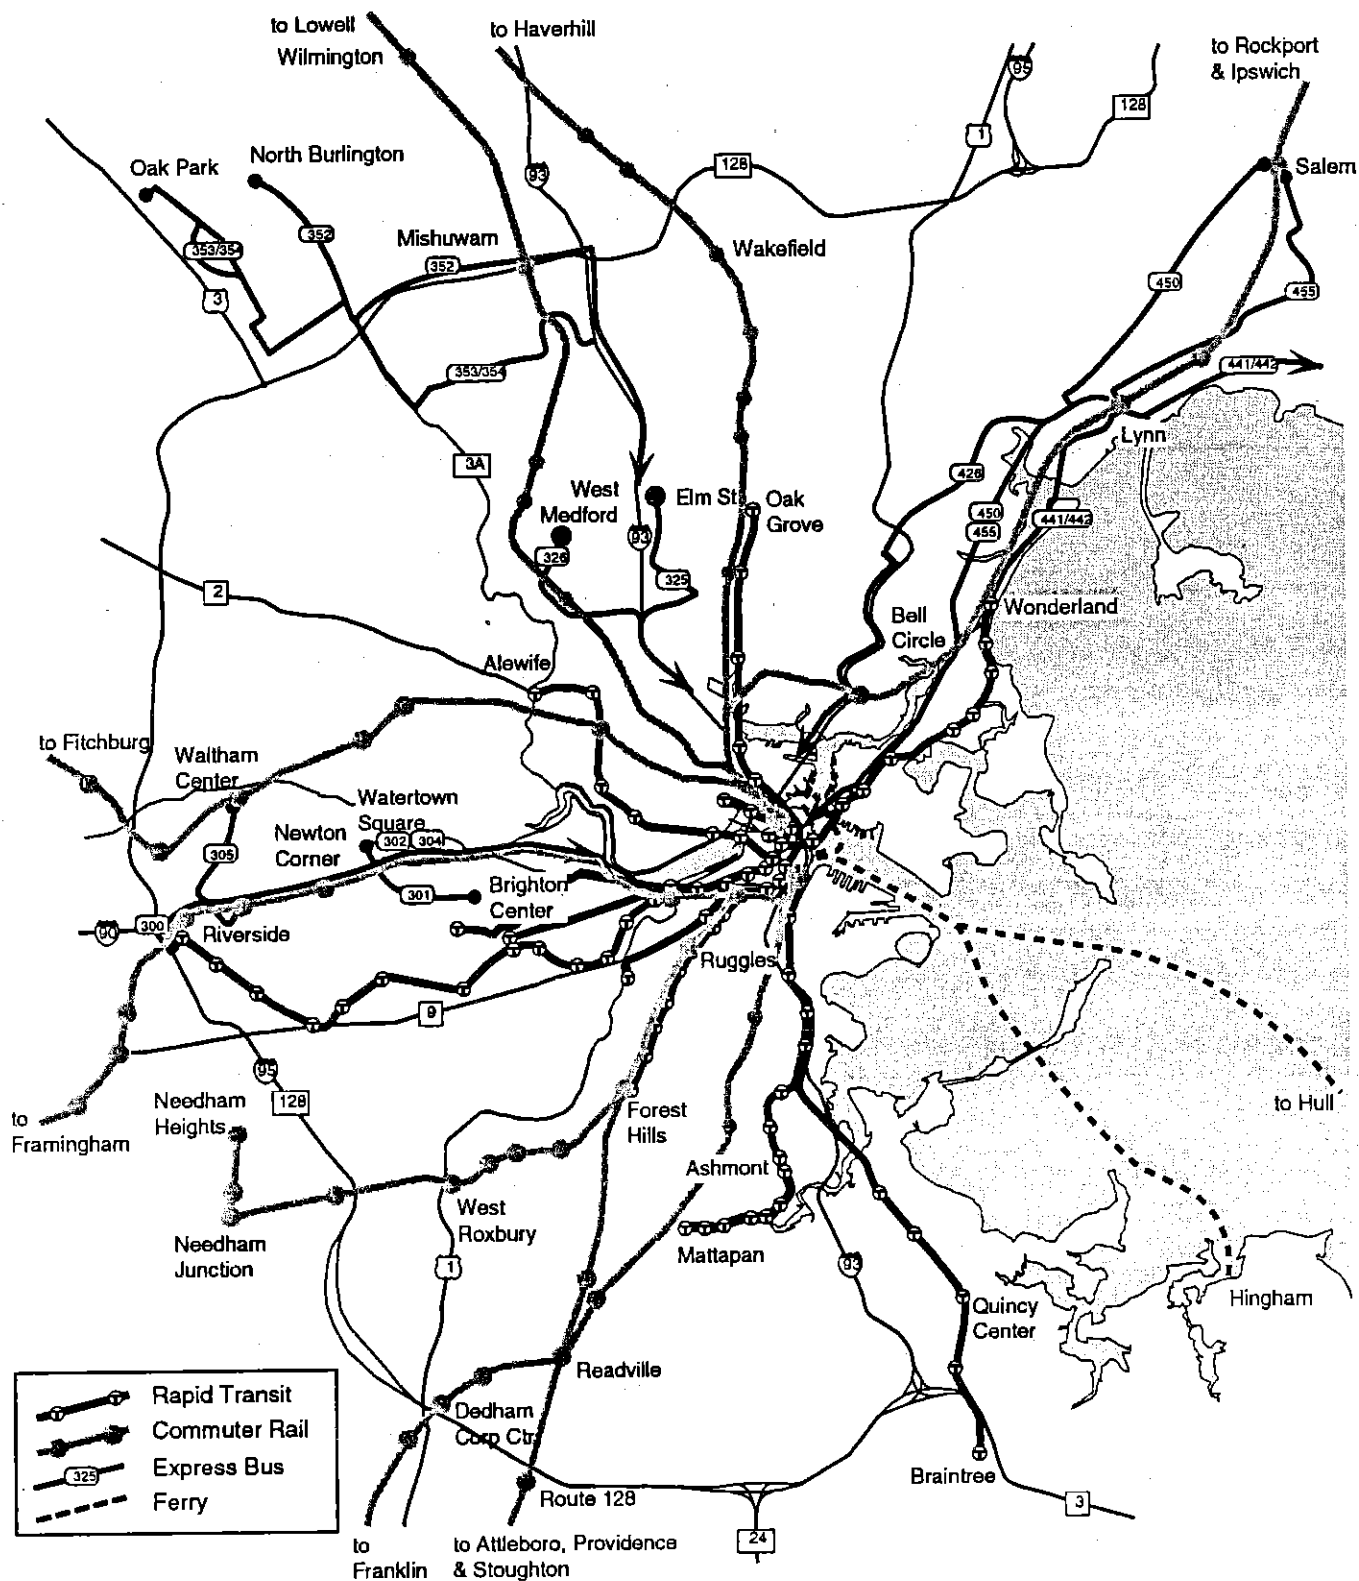 to Lowell
to Haverhill
Wilmington
to Rockport
& Ipswich
95
128
1
Oak Park
North Burlington
93
128
Salem
353/354
352
Mishuwam
352
Wakefield
3
450
455
353/354
441/442
Lynn
3A
426
West
Medford
Elm St
Oak
Grove
450
455
441/442
93
326
325
2
Bell
Circle
Wonderland
Alewife
to Fitchburg
Waltham
Center
Watertown
Square
Newton
Corner
302
304
305
301
Brighton
Center
300
90
Riverside
Ruggles
9
95
128
Needham
Heights
to
Framingham
Forest
Hills
to Hull
Ashmont
West
Roxbury
Needham
Junction
Mattapan
1
93
Quincy
Center
Hingham
Readville
Dedham
Corp Ctr
Braintree
Route 128
3
24
to
Franklin
to Attleboro, Providence
& Stoughton
Rapid Transit
Commuter Rail
325
Express Bus
Ferry